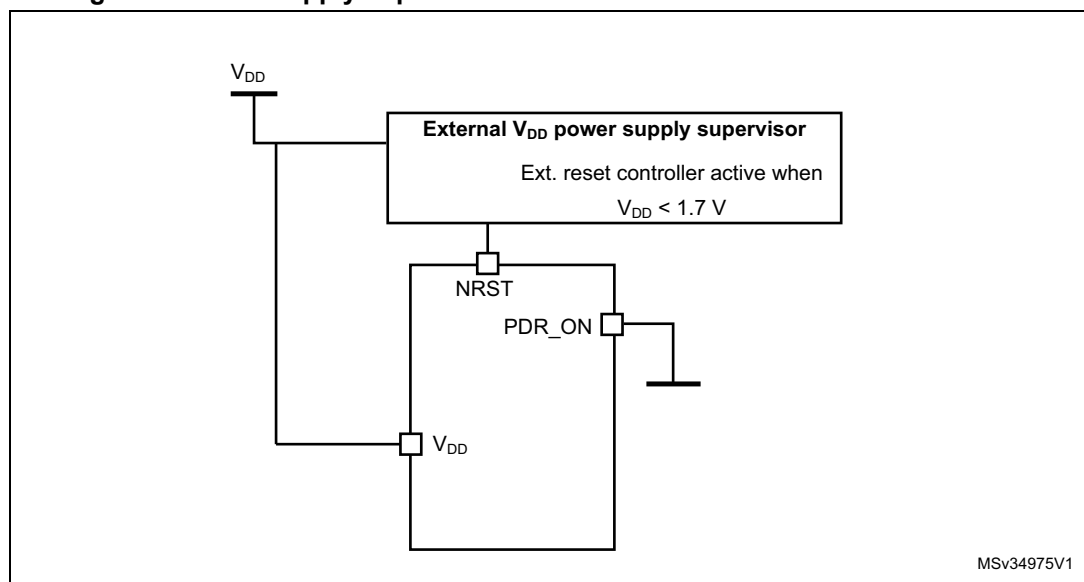 V_DD
External V_DD power supply supervisor
Ext. reset controller active when
V_DD < 1.7 V
NRST
PDR_ON
V_DD
MSv34975V1